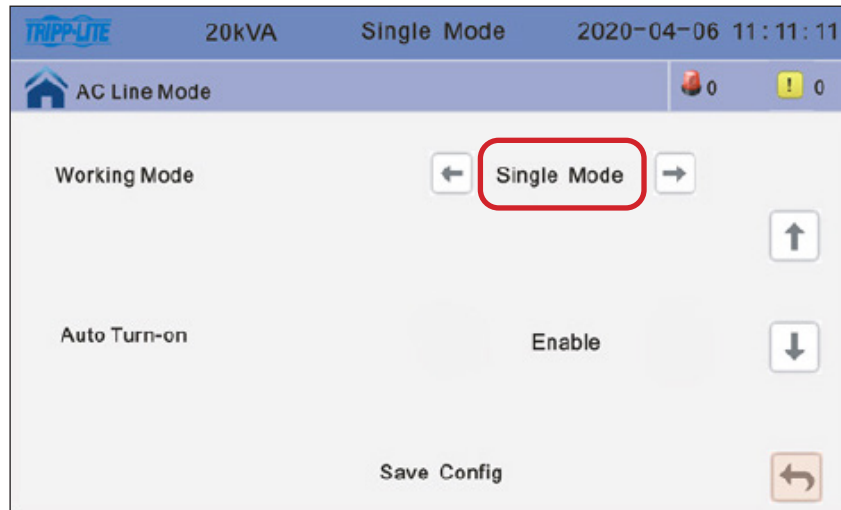 TRIPP-LITE 20kVA Single Mode 2020-04-06 11:11:11
AC Line Mode 0 ! 0
Working Mode ← Single Mode →
↑
Auto Turn-on Enable ↓
Save Config